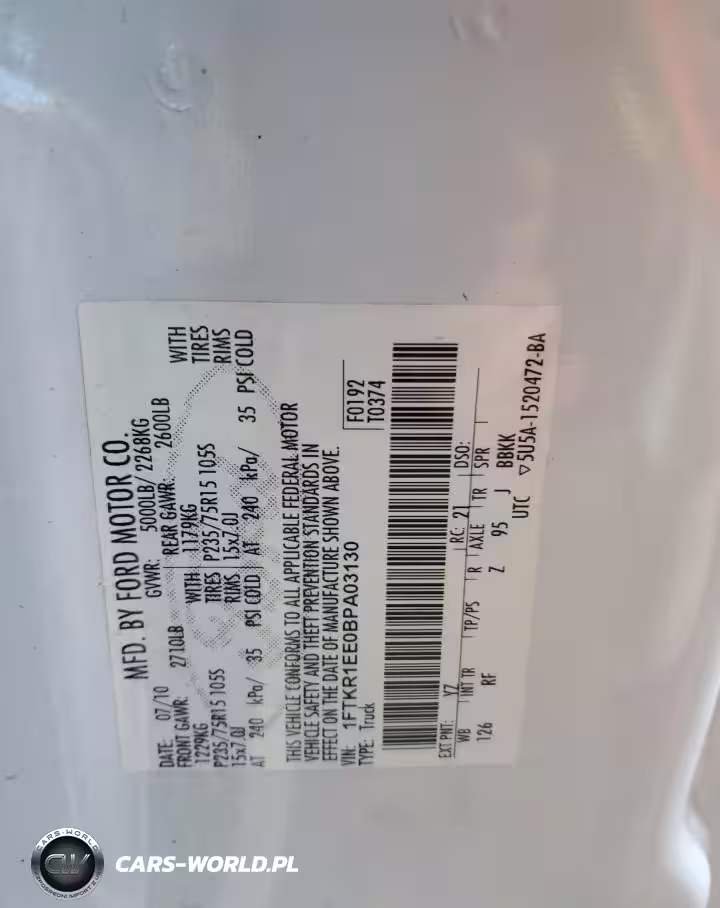 MFD. BY FORD MOTOR CO.
DATE: 07/10
GVWR: 5000LB/ 2268KG
FRONT GAWR: 2710LB
REAR GAWR: 2600LB
1229KG WITH
1179KG WITH
P235/75R15 105S TIRES
P235/75R15 105S TIRES
15x7.0J RIMS
15x7.0J RIMS
AT 240 kPa/ 35 PSI COLD
AT 240 kPa/ 35 PSI COLD
THIS VEHICLE CONFORMS TO ALL APPLICABLE FEDERAL MOTOR
VEHICLE SAFETY AND THEFT PREVENTION STANDARDS IN
EFFECT ON THE DATE OF MANUFACTURE SHOWN ABOVE.
VIN: 1FTKR1EE0BPA03130
TYPE: Truck
F0192
T0374
EXT PNT: YZ RC: 21 DSO:
WB INT TR TP/PS R AXLE TR SPR
126 RF Z 95 J BBKK
UTC ▽5U5A-1520472-BA
CARS-WORLD
CW
CARS-WORLD.PL